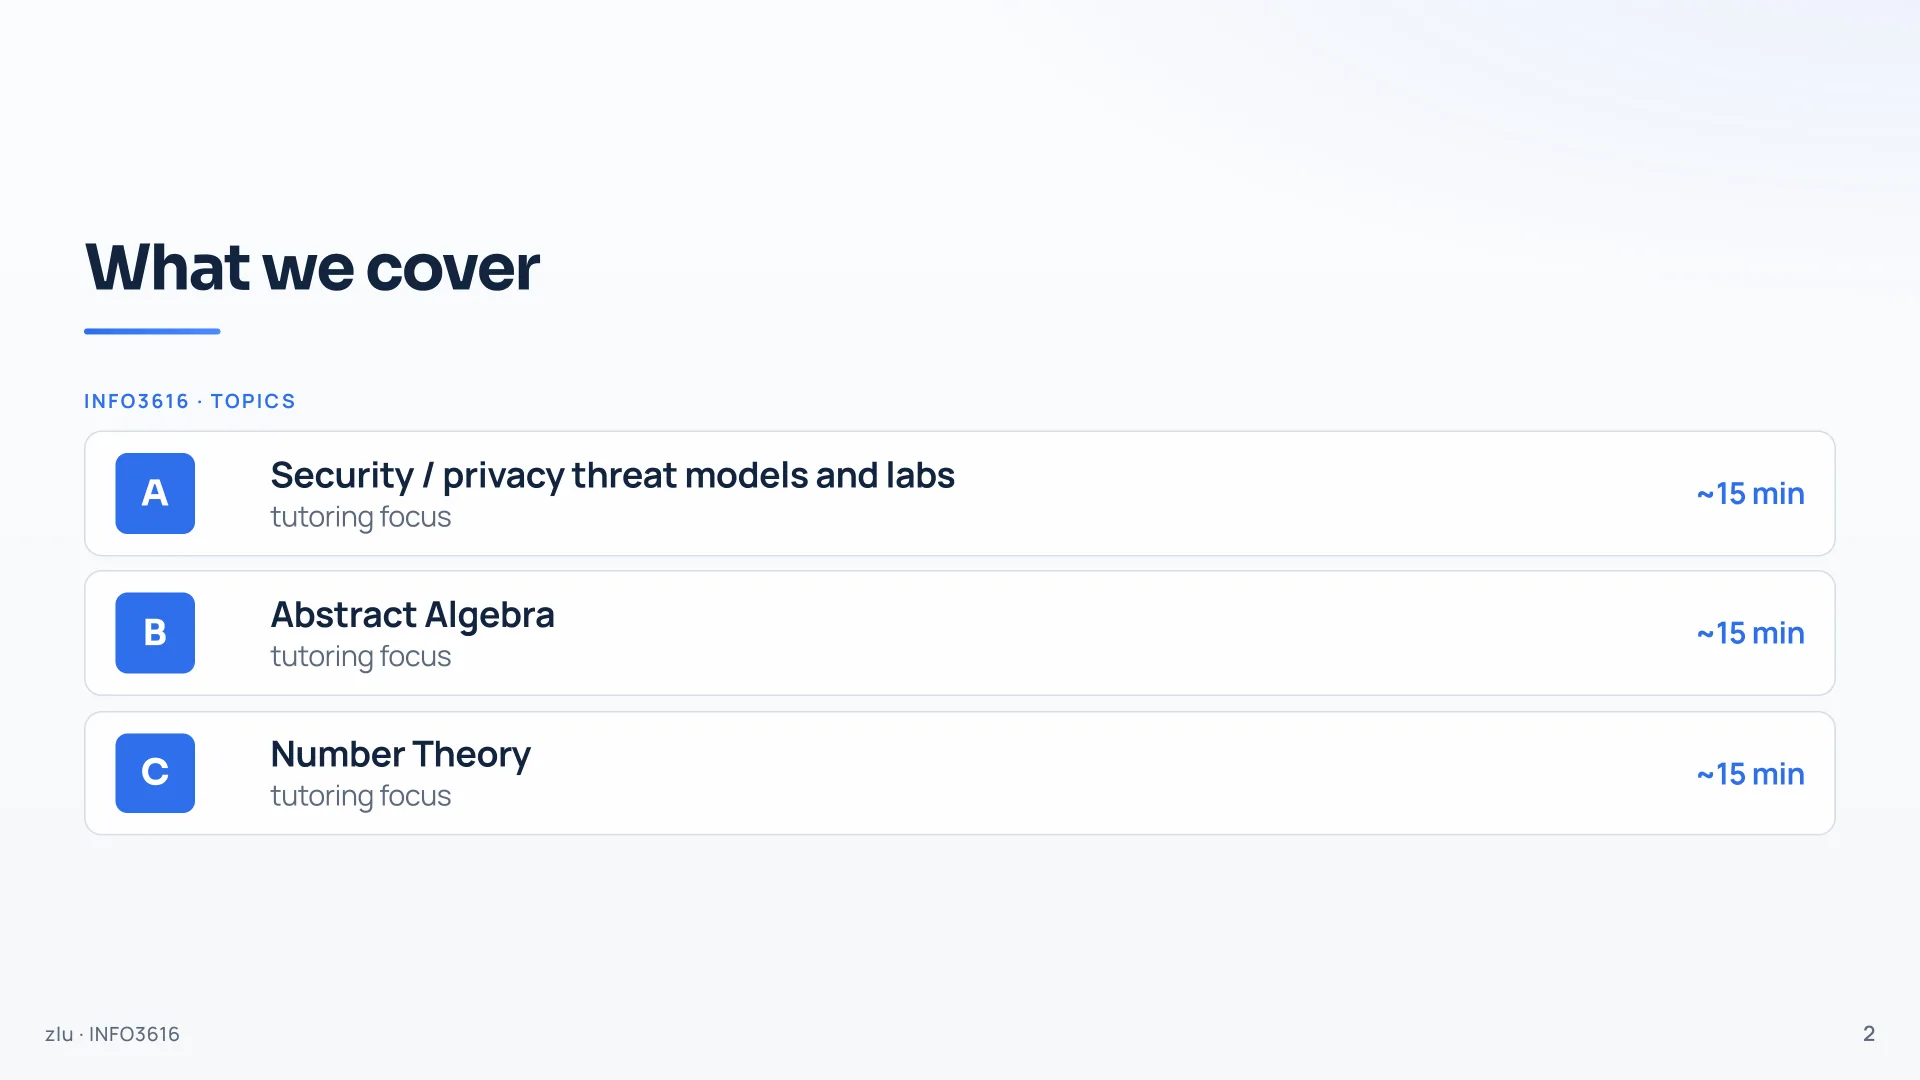 What we cover
INFO3616 · TOPICS
A
Security / privacy threat models and labs
tutoring focus
~15 min
B
Abstract Algebra
tutoring focus
~15 min
C
Number Theory
tutoring focus
~15 min
zlu · INFO3616
2